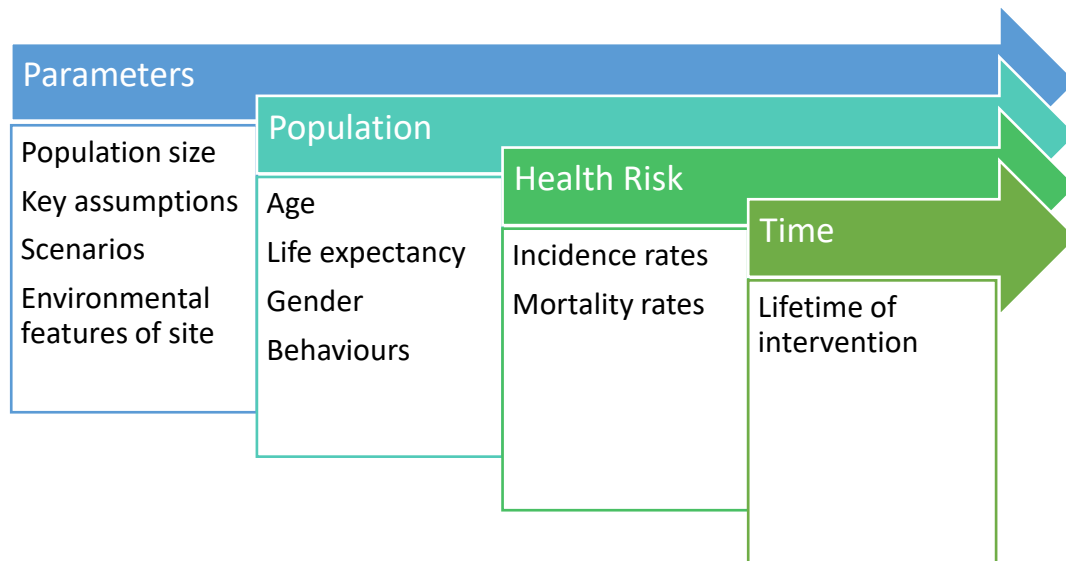 Parameters
Population size
Key assumptions
Scenarios
Environmental
features of site
Population
Age
Life expectancy
Gender
Behaviours
Health Risk
Incidence rates
Mortality rates
Time
Lifetime of
intervention